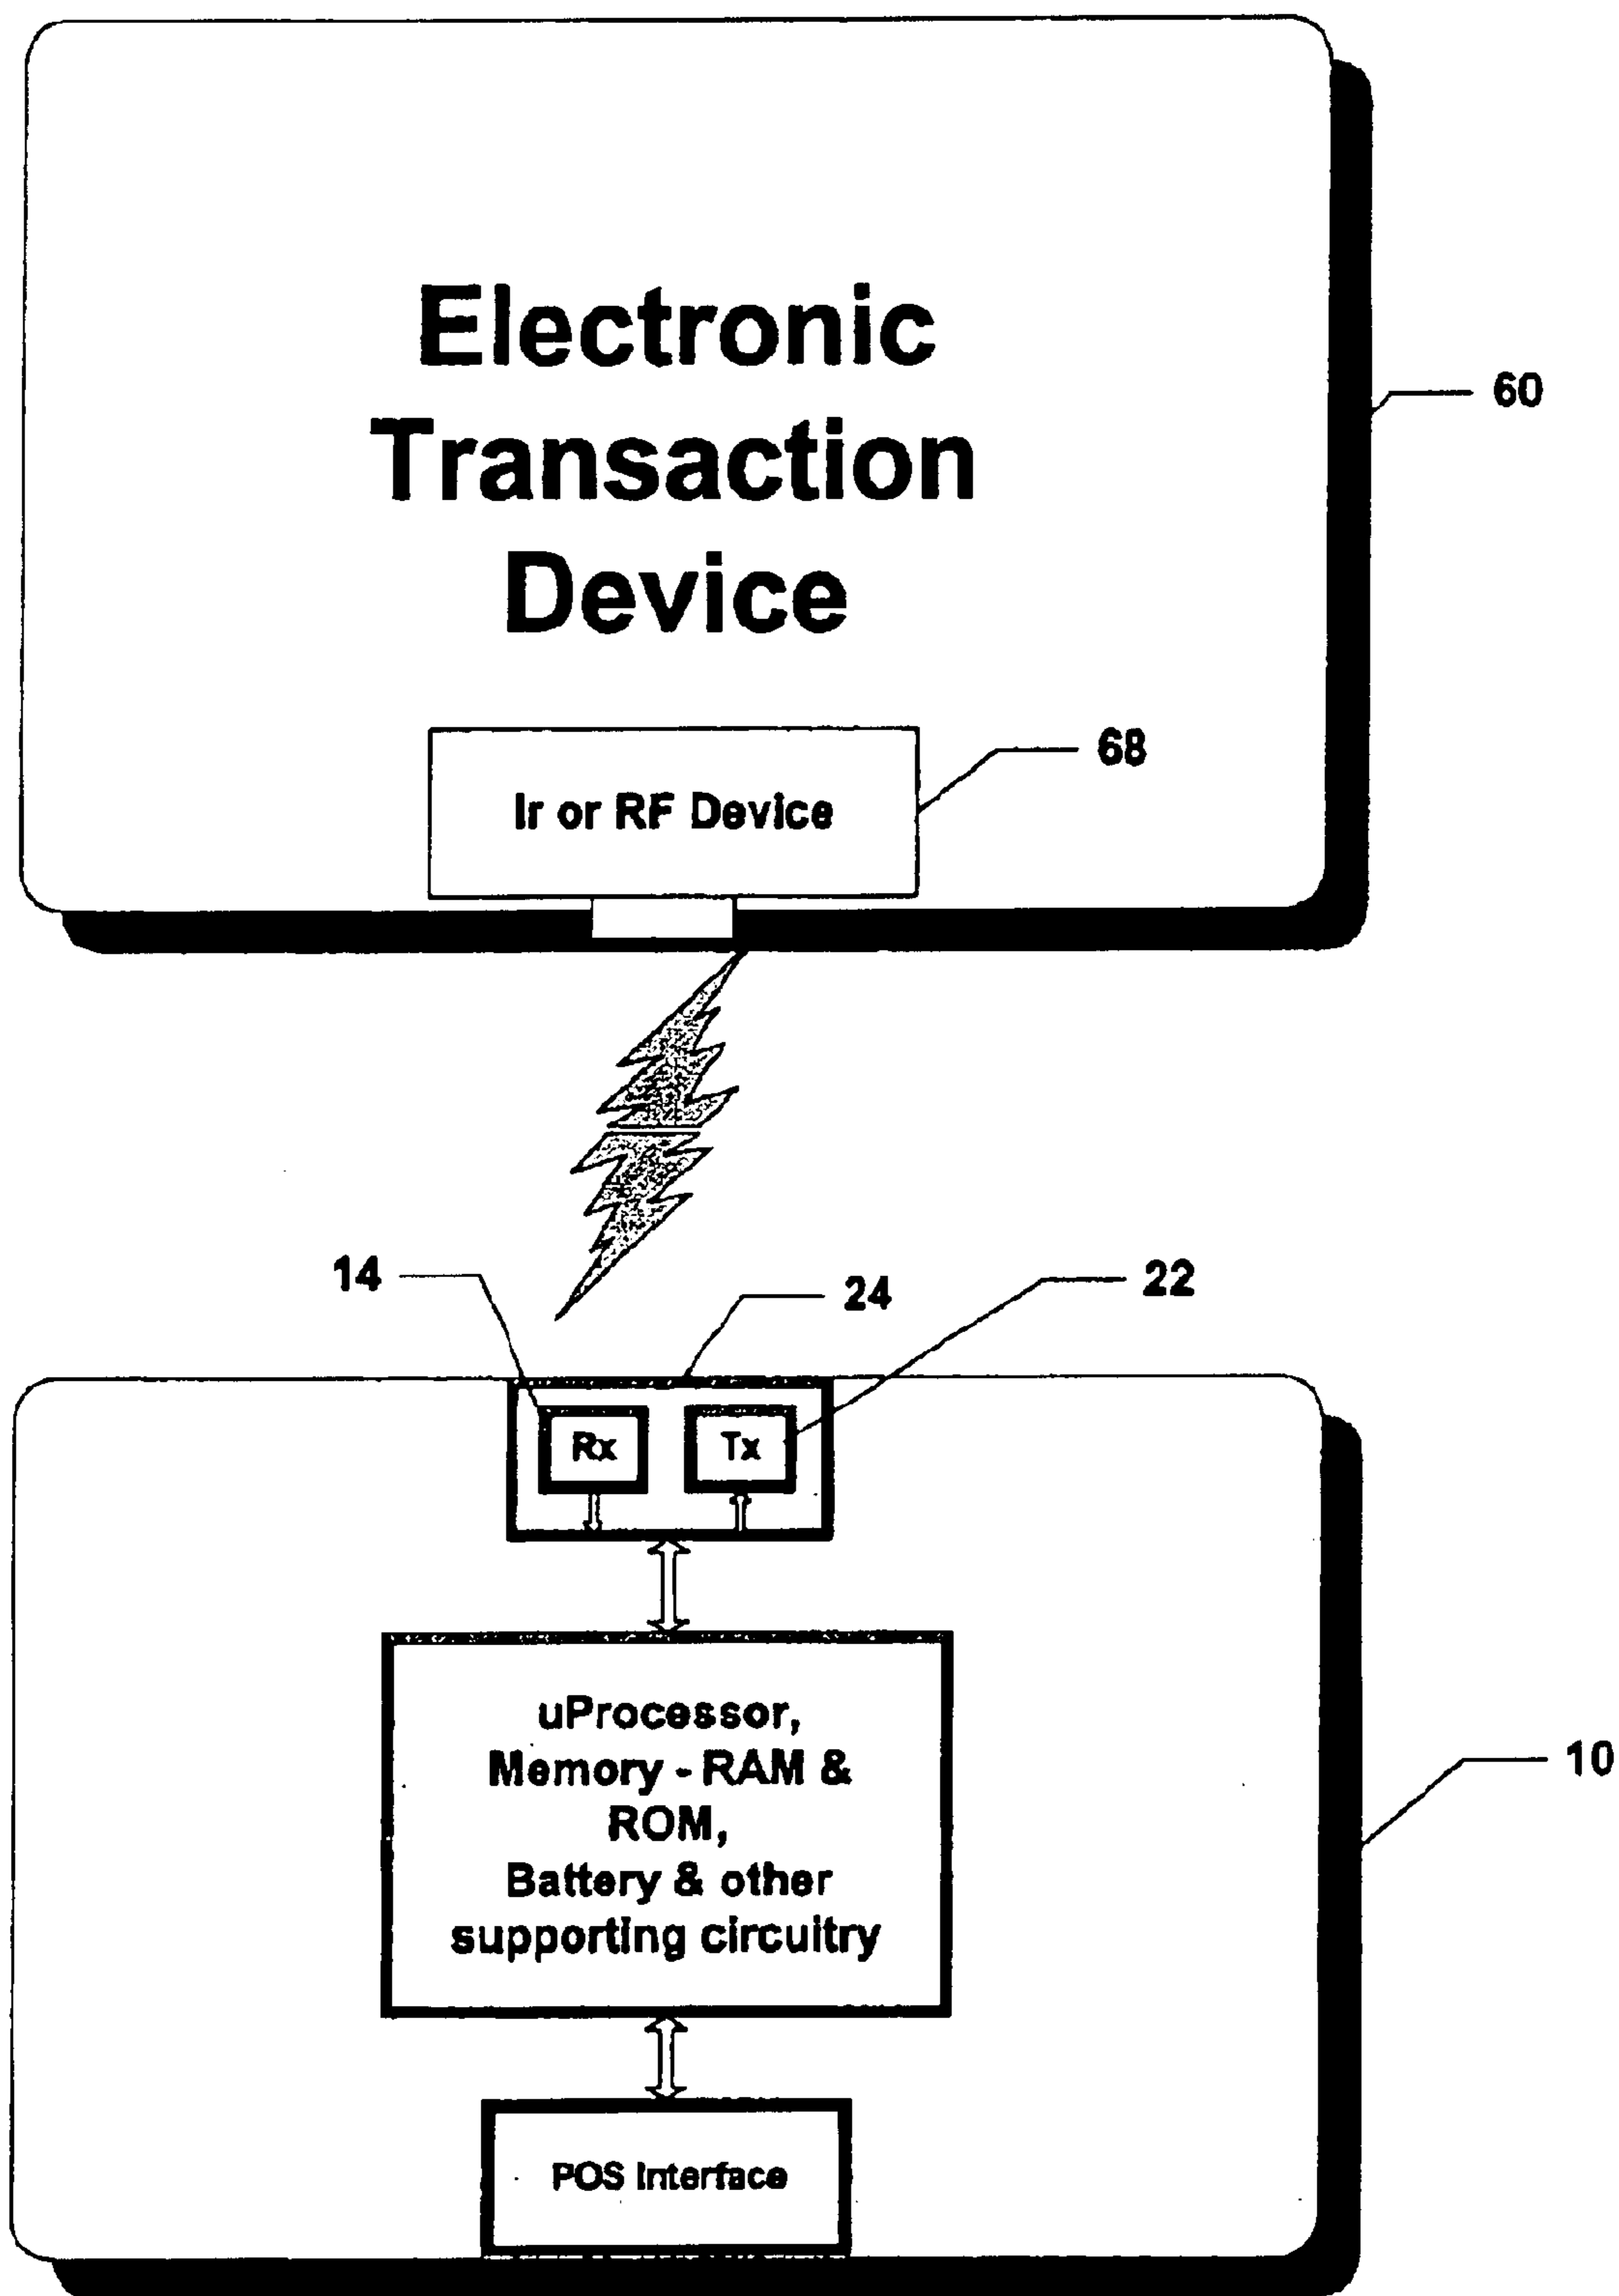 Electronic
Transaction
Device
60
68
Ir or RF Device
14
24
22
Rx
Tx
uProcessor,
Memory - RAM &
ROM,
Battery & other
supporting circuitry
10
POS Interface